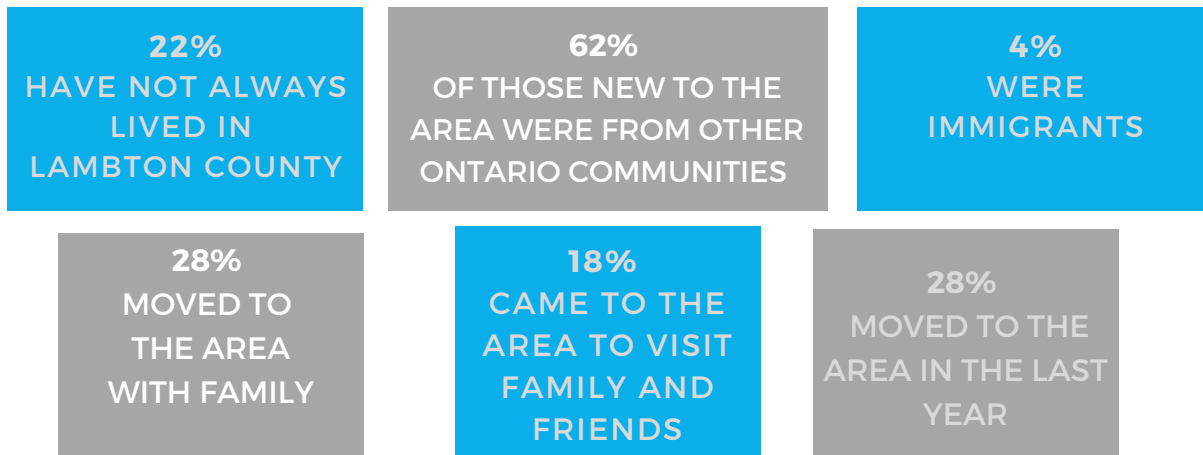 22%
HAVE NOT ALWAYS
LIVED IN
LAMBTON COUNTY
62%
OF THOSE NEW TO THE
AREA WERE FROM OTHER
ONTARIO COMMUNITIES
4%
WERE
IMMIGRANTS
28%
MOVED TO
THE AREA
WITH FAMILY
18%
CAME TO THE
AREA TO VISIT
FAMILY AND
FRIENDS
28%
MOVED TO THE
AREA IN THE LAST
YEAR